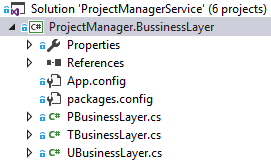 Solution 'ProjectManagerService' (6 projects)
C# ProjectManager.BussinessLayer
Properties
References
App.config
packages.config
C# PBusinessLayer.cs
C# TBusinessLayer.cs
C# UBusinessLayer.cs